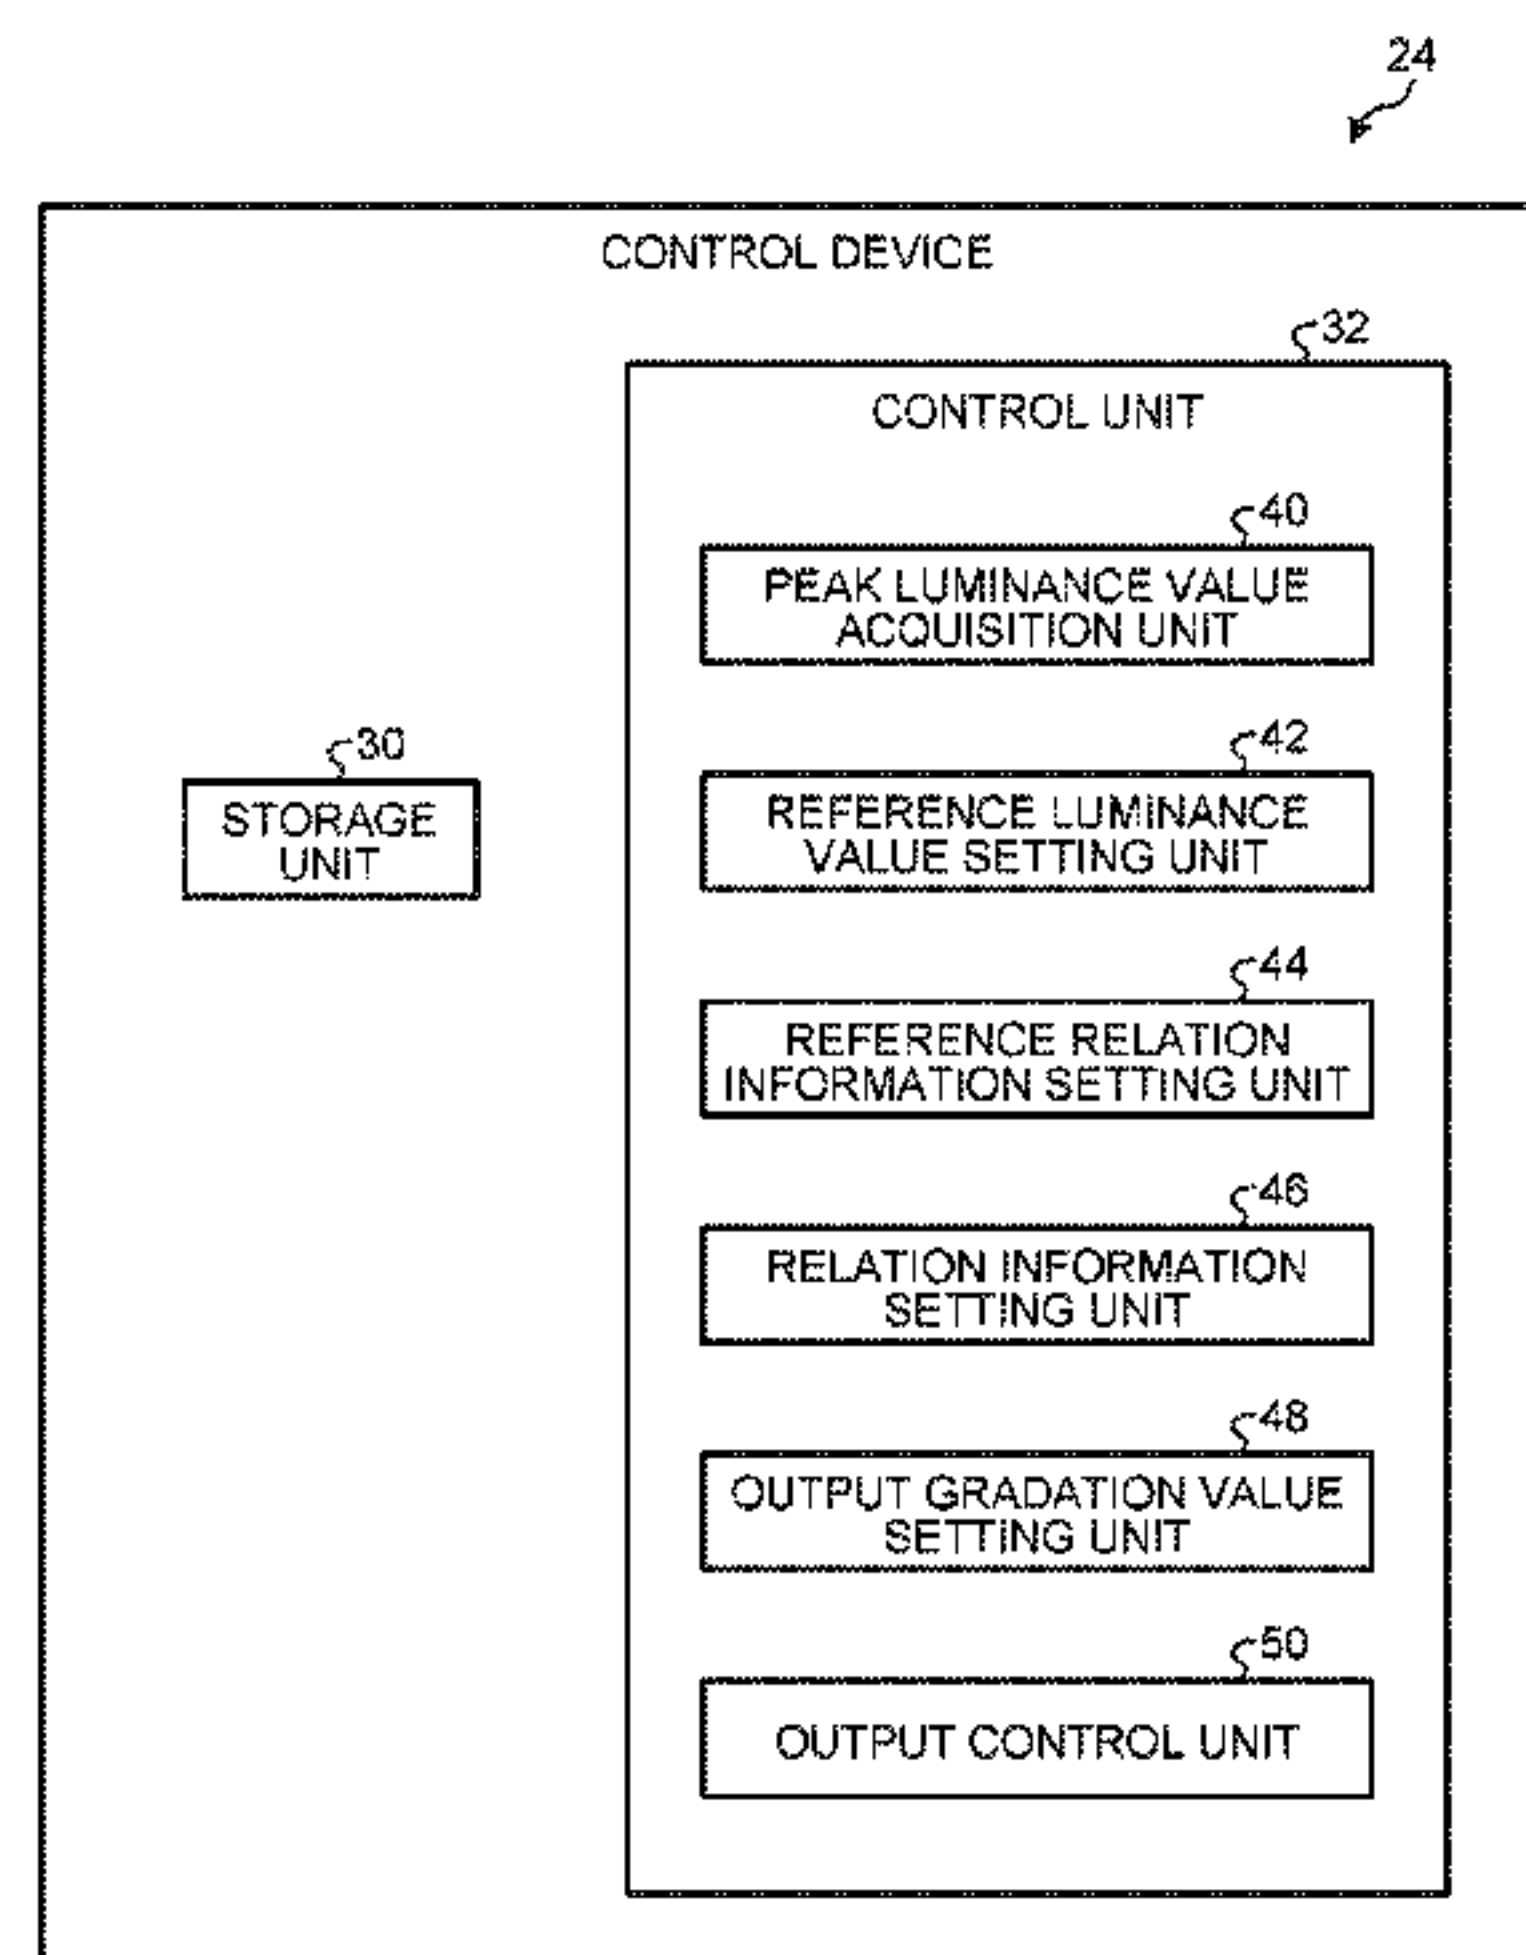 24
CONTROL DEVICE
32
CONTROL UNIT
40
PEAK LUMINANCE VALUE
ACQUISITION UNIT
30
STORAGE
UNIT
42
REFERENCE LUMINANCE
VALUE SETTING UNIT
44
REFERENCE RELATION
INFORMATION SETTING UNIT
46
RELATION INFORMATION
SETTING UNIT
48
OUTPUT GRADATION VALUE
SETTING UNIT
50
OUTPUT CONTROL UNIT